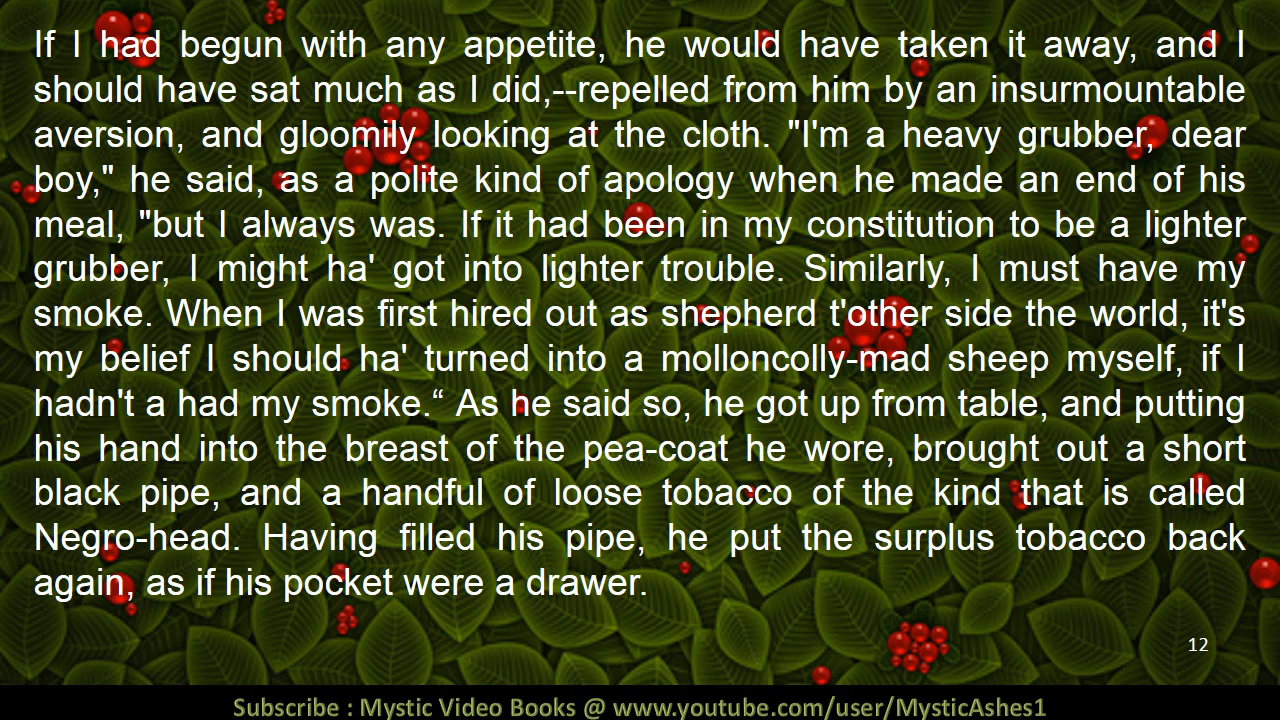 If I had begun with any appetite, he would have taken it away, and I
should have sat much as I did,--repelled from him by an insurmountable
aversion, and gloomily looking at the cloth. "I'm a heavy grubber, dear
boy," he said, as a polite kind of apology when he made an end of his
meal, "but I always was. If it had been in my constitution to be a lighter
grubber, I might ha' got into lighter trouble. Similarly, I must have my
smoke. When I was first hired out as shepherd t'other side the world, it's
my belief I should ha' turned into a molloncolly-mad sheep myself, if I
hadn't a had my smoke.“ As he said so, he got up from table, and putting
his hand into the breast of the pea-coat he wore, brought out a short
black pipe, and a handful of loose tobacco of the kind that is called
Negro-head. Having filled his pipe, he put the surplus tobacco back
again, as if his pocket were a drawer.
12
Subscribe : Mystic Video Books @ www.youtube.com/user/MysticAshes1